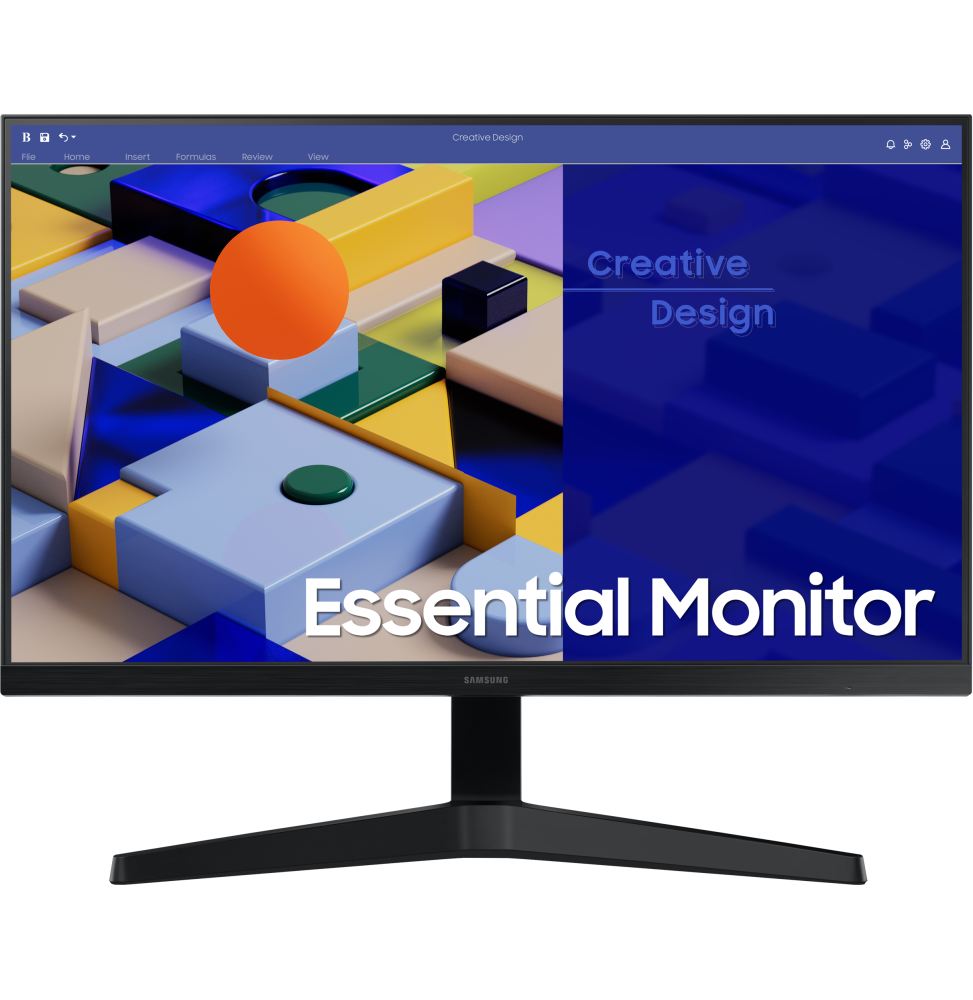 B
Creative Design
File Home Insert Formulas Review View
Creative
Design
Essential Monitor
SAMSUNG